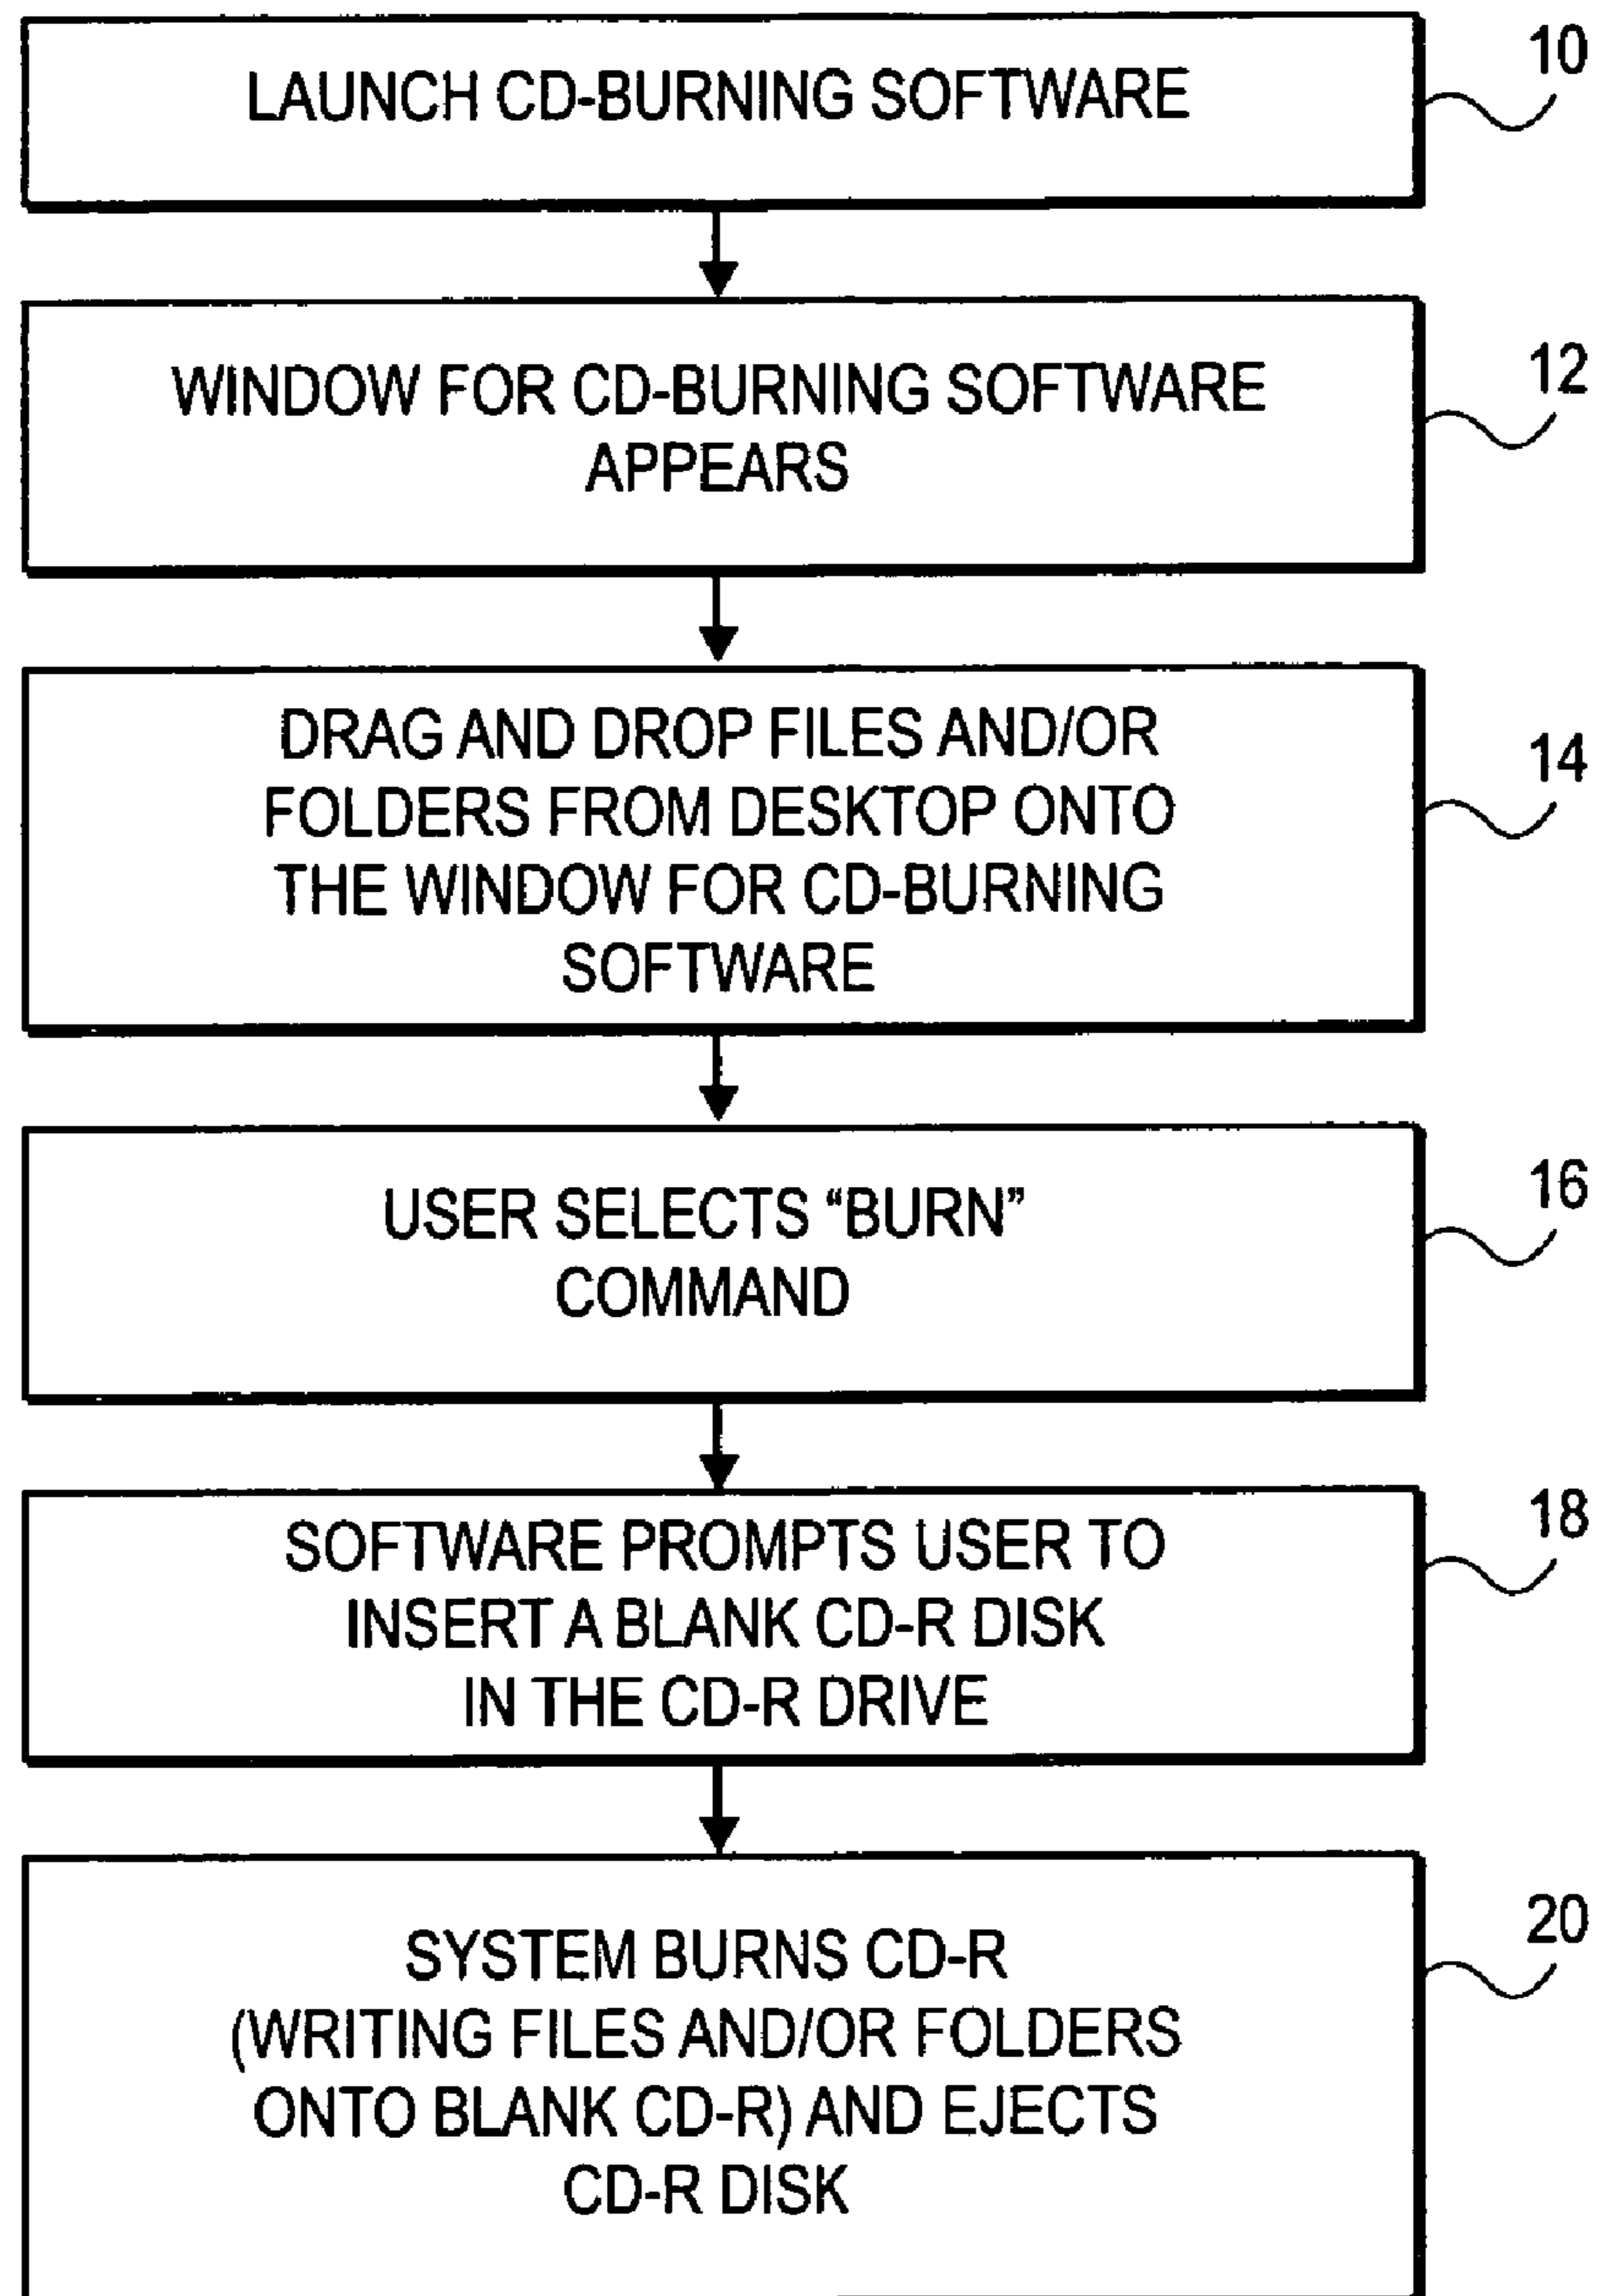 LAUNCH CD-BURNING SOFTWARE
10
WINDOW FOR CD-BURNING SOFTWARE
APPEARS
12
DRAG AND DROP FILES AND/OR
FOLDERS FROM DESKTOP ONTO
THE WINDOW FOR CD-BURNING
SOFTWARE
14
USER SELECTS “BURN”
COMMAND
16
SOFTWARE PROMPTS USER TO
INSERT A BLANK CD-R DISK
IN THE CD-R DRIVE
18
SYSTEM BURNS CD-R
(WRITING FILES AND/OR FOLDERS
ONTO BLANK CD-R) AND EJECTS
CD-R DISK
20